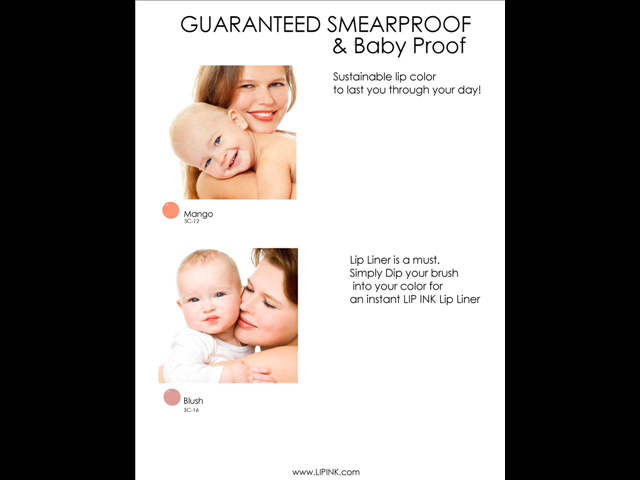 GUARANTEED SMEARPROOF
& Baby Proof
Sustainable lip color
to last you through your day!
Mango
SC-12
Lip Liner is a must.
Simply Dip your brush
into your color for
an instant LIP INK Lip Liner
Blush
SC-16
www.LIPINK.com